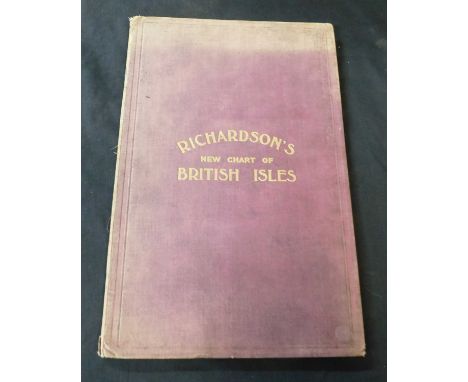 RICHARDSON'S
NEW CHART OF
BRITISH ISLES